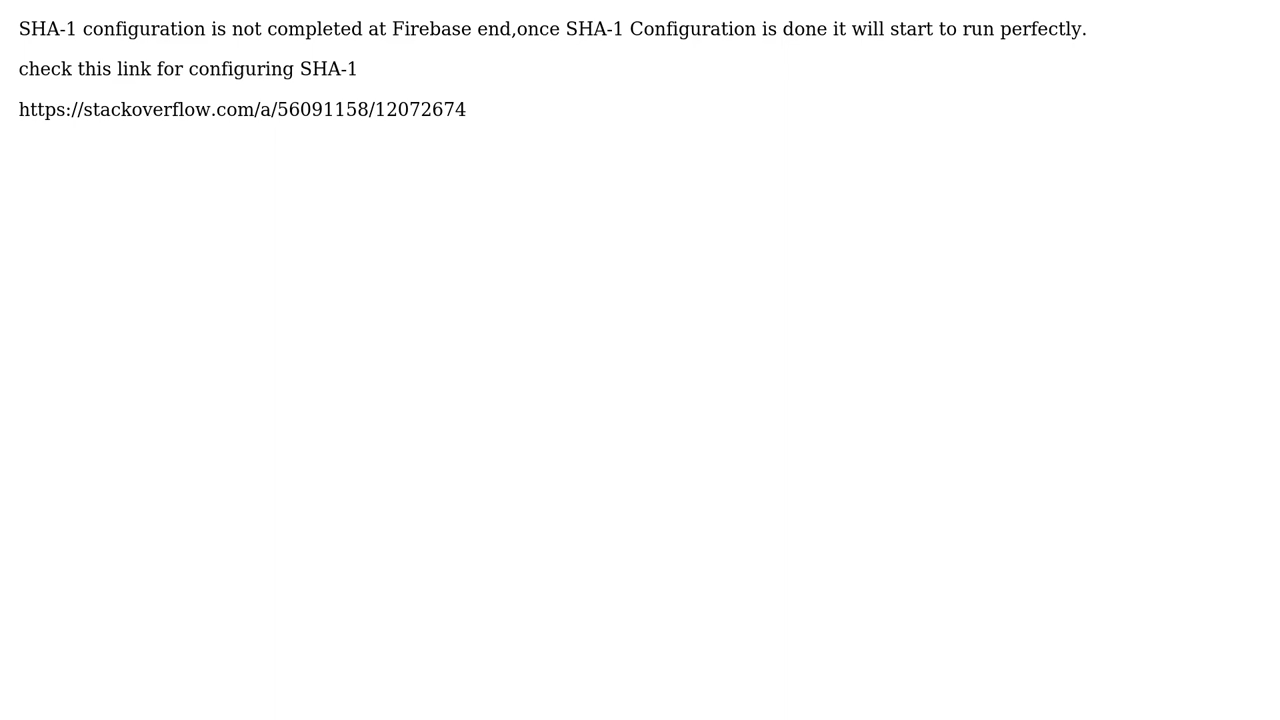 SHA-1 configuration is not completed at Firebase end,once SHA-1 Configuration is done it will start to run perfectly.
check this link for configuring SHA-1
https://stackoverflow.com/a/56091158/12072674